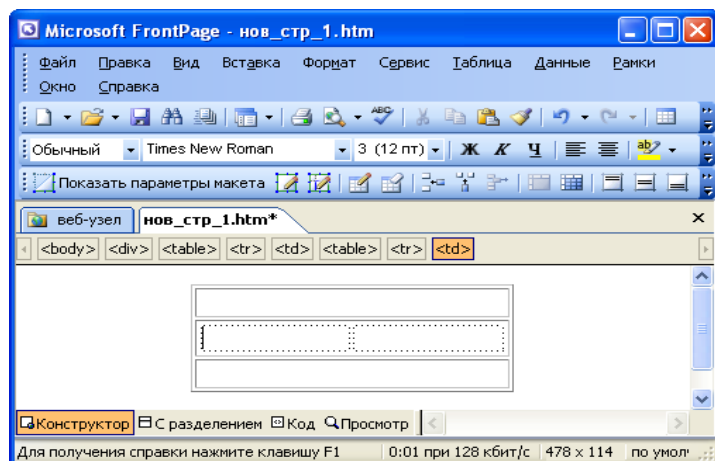 Microsoft FrontPage - нов_стр_1.htm
Файл Правка Вид Вставка Формат Сервис Таблица Данные Рамки
Окно Справка
ABC
Обычный Times New Roman 3 (12 пт) Ж К Ч ab
Показать параметры макета
веб-узел нов_стр_1.htm*
<body> <div> <table> <tr> <td> <table> <tr> <td>
Конструктор С разделением Код Просмотр
Для получения справки нажмите клавишу F1 0:01 при 128 кбит/с 478 x 114 по умол